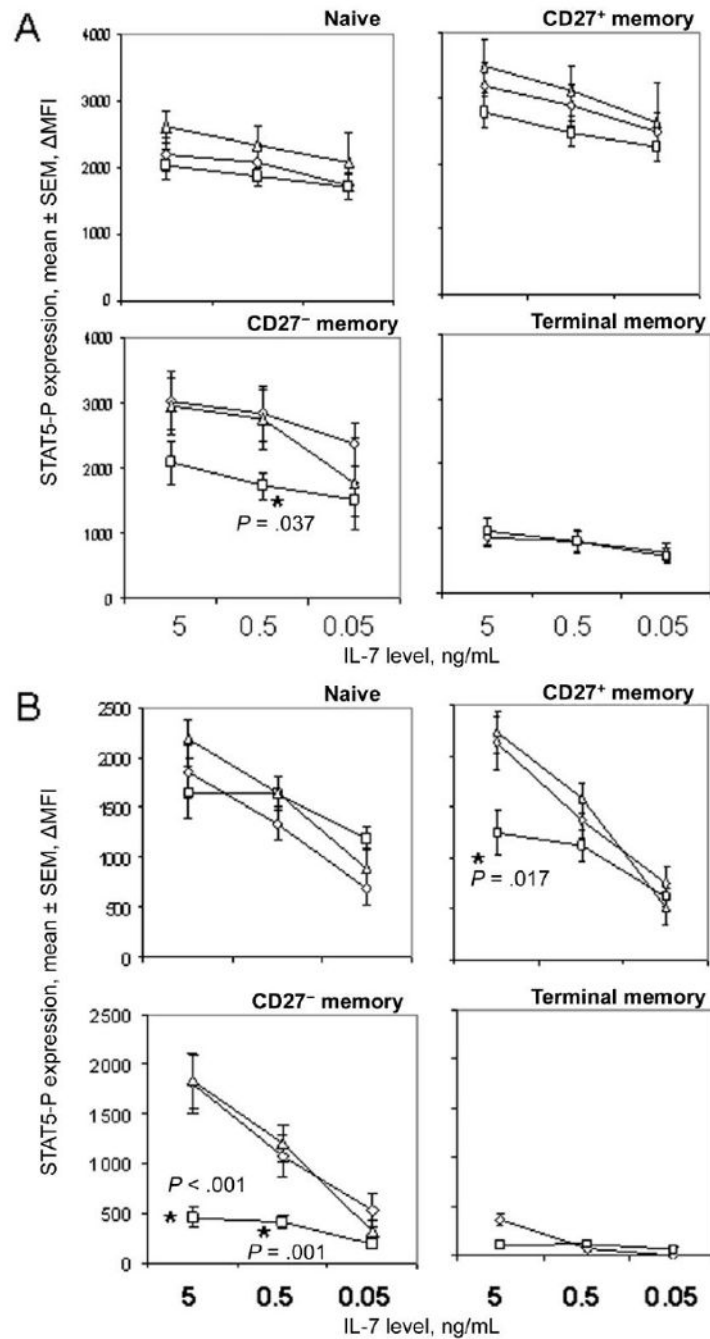 A
Naive
CD27⁺ memory
STAT5-P expression, mean ± SEM, ΔMFI
4000
3000
2000
1000
0
CD27⁻ memory
Terminal memory
4000
3000
2000
1000
0
*
P = .037
5 0.5 0.05
5 0.5 0.05
IL-7 level, ng/mL
B
Naive
CD27⁺ memory
STAT5-P expression, mean ± SEM, ΔMFI
2500
2000
1500
1000
500
0
*
P = .017
CD27⁻ memory
Terminal memory
2500
2000
1500
1000
500
0
P < .001
*
*
P = .001
5 0.5 0.05
5 0.5 0.05
IL-7 level, ng/mL